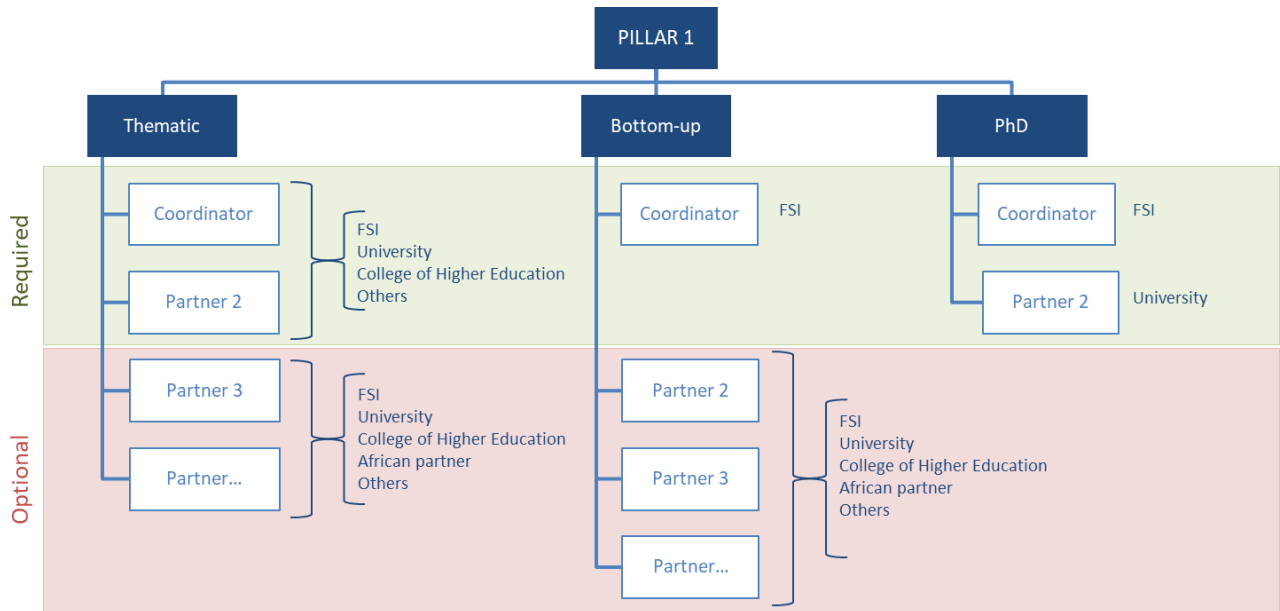 PILLAR 1
Thematic
Bottom-up
PhD
Required
Coordinator
Partner 2
FSI
University
College of Higher Education
Others
Coordinator
FSI
Coordinator
FSI
Partner 2
University
Optional
Partner 3
Partner...
FSI
University
College of Higher Education
African partner
Others
Partner 2
Partner 3
Partner...
FSI
University
College of Higher Education
African partner
Others